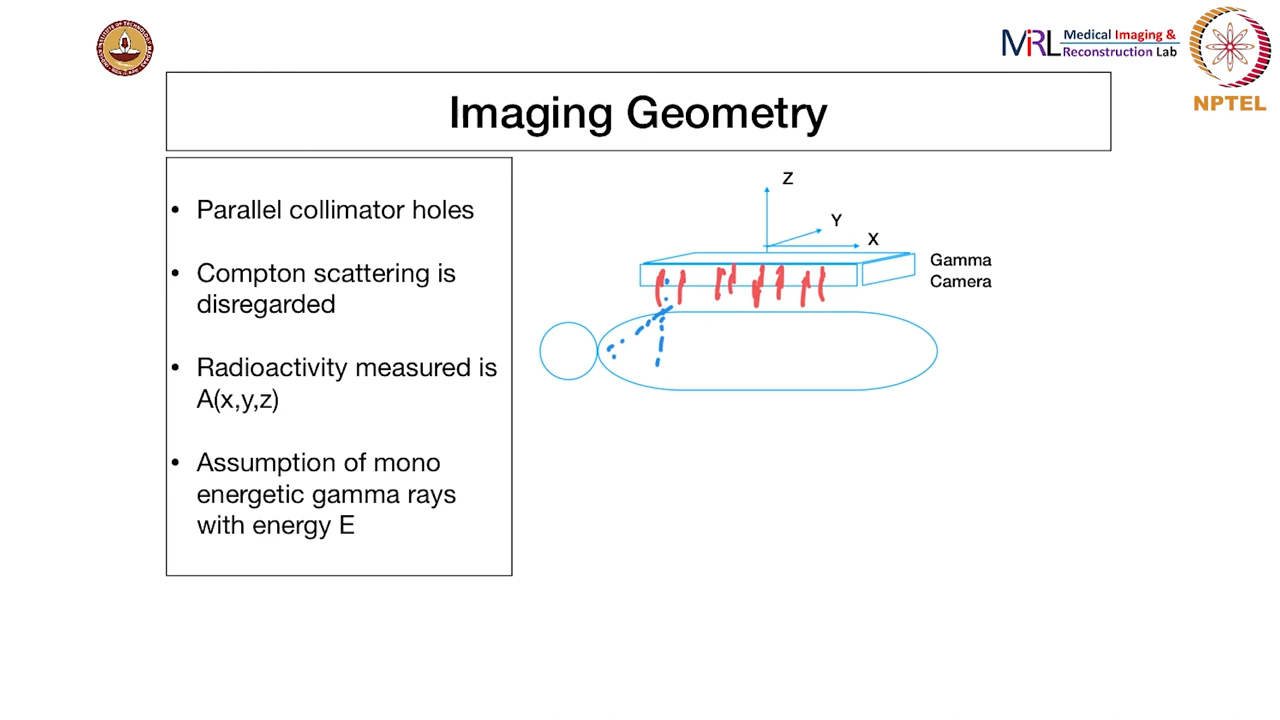 MIRL Medical Imaging &
Reconstruction Lab
NPTEL
Imaging Geometry
• Parallel collimator holes
• Compton scattering is
disregarded
• Radioactivity measured is
A(x,y,z)
• Assumption of mono
energetic gamma rays
with energy E
Z
Y
X
Gamma
Camera